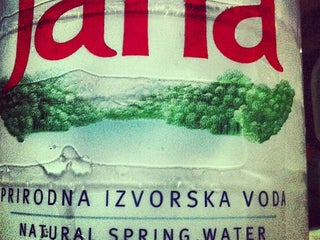 Jana
PRIRODNA IZVORSKA VODA
NATURAL SPRING WATER